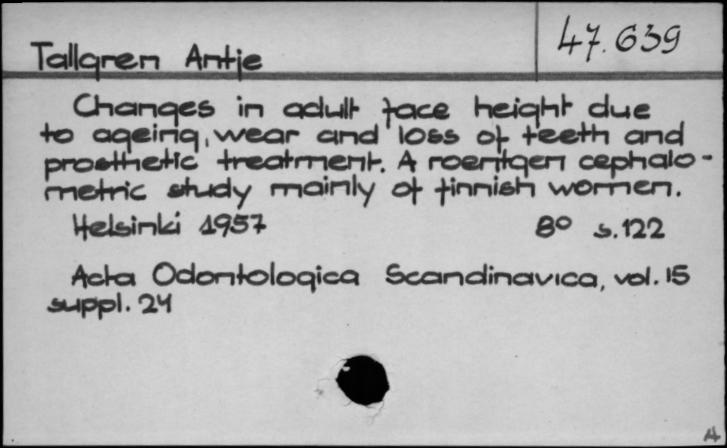 47.639
Tallqren Antje
Changes in adult face height due
to ageing, wear and loss of teeth and
prosthetic treatment. A roentgen cephalo-
metric study mainly of finnish women.
Helsinki 1957 8° s.122
Acta Odontologica Scandinavica, vol. 15
suppl. 24